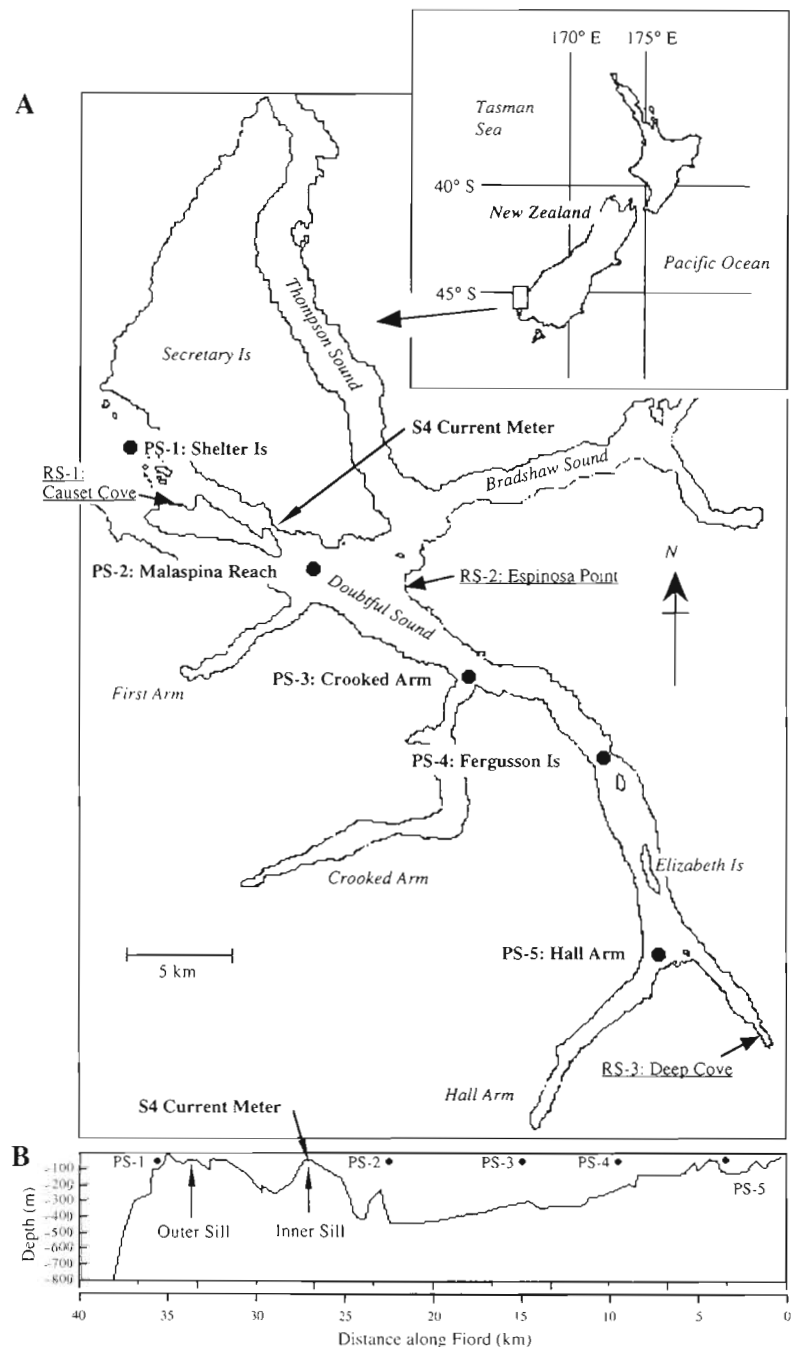 A
170° E 175° E
Tasman
Sea
40° S
New Zealand
Pacific Ocean
45° S
Thompson Sound
Secretary Is
S4 Current Meter
PS-1: Shelter Is
Bradshaw Sound
RS-1:
Causet Cove
PS-2: Malaspina Reach
RS-2: Espinosa Point
N
Doubtful Sound
First Arm
PS-3: Crooked Arm
PS-4: Fergusson Is
Crooked Arm
Elizabeth Is
5 km
PS-5: Hall Arm
RS-3: Deep Cove
Hall Arm
S4 Current Meter
B
PS-1 PS-2 PS-3 PS-4 PS-5
Outer Sill Inner Sill
Depth (m)
-100
-200
-300
-400
-500
-600
-700
-800
40 35 30 25 20 15 10 5 0
Distance along Fiord (km)